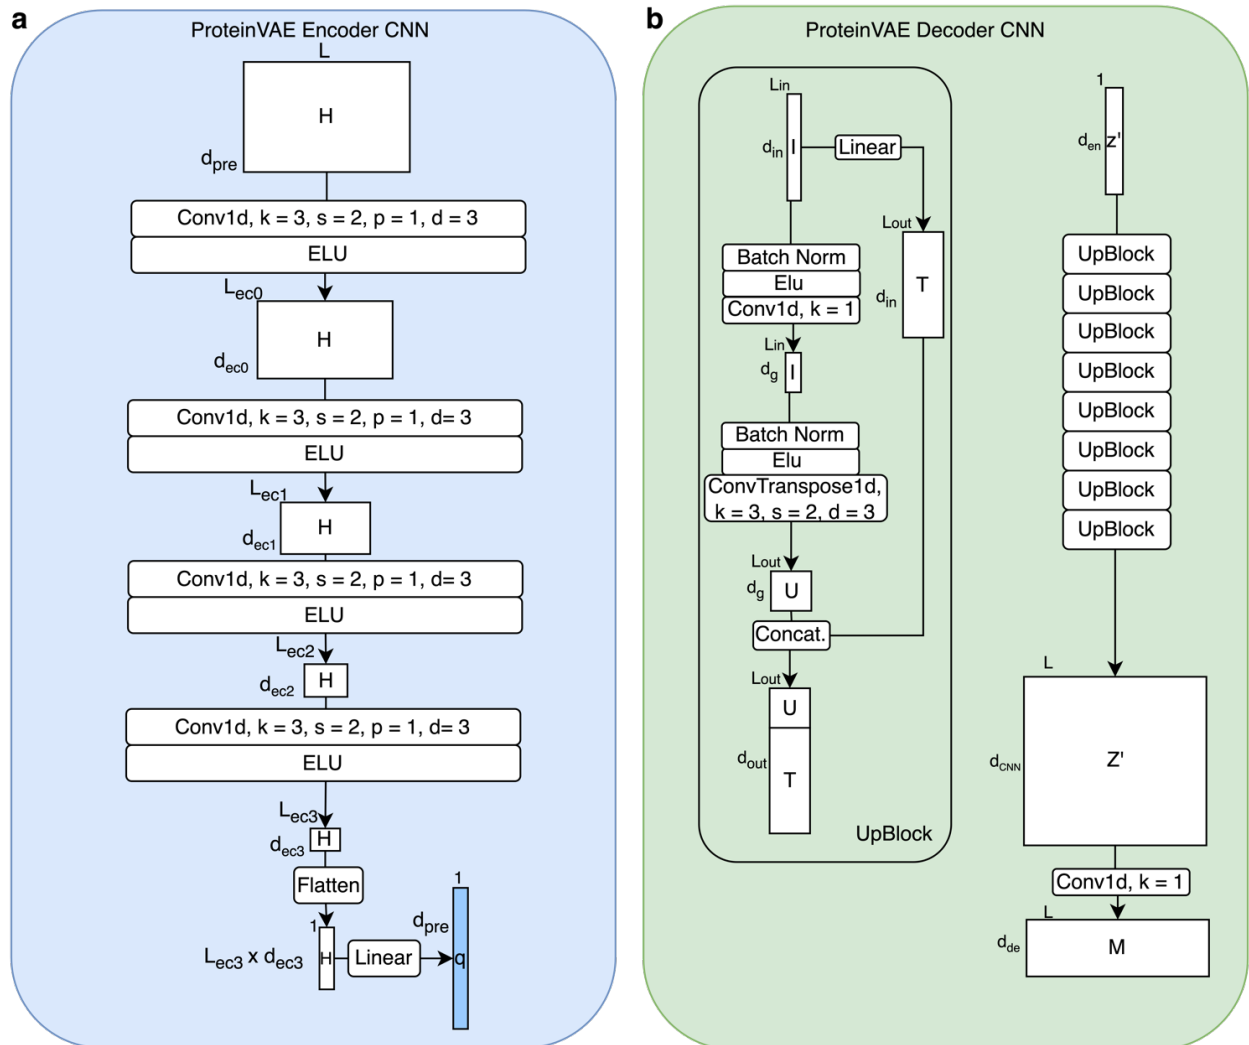 a
ProteinVAE Encoder CNN
L
H
dpre
Conv1d, k = 3, s = 2, p = 1, d = 3
ELU
Lec0
H
dec0
Conv1d, k = 3, s = 2, p = 1, d= 3
ELU
Lec1
H
dec1
Conv1d, k = 3, s = 2, p = 1, d= 3
ELU
Lec2
H
dec2
Conv1d, k = 3, s = 2, p = 1, d= 3
ELU
Lec3
H
dec3
Flatten
1
Lec3 x dec3
H
Linear
1
dpre
q
b
ProteinVAE Decoder CNN
Lin
din
I
Linear
Lout
din
T
Batch Norm
Elu
Conv1d, k = 1
Lin
dg
I
Batch Norm
Elu
ConvTranspose1d,
k = 3, s = 2, d = 3
Lout
dg
U
Concat.
Lout
U
dout
T
UpBlock
1
den
z'
UpBlock
UpBlock
UpBlock
UpBlock
UpBlock
UpBlock
UpBlock
UpBlock
L
dCNN
Z'
Conv1d, k = 1
L
dde
M